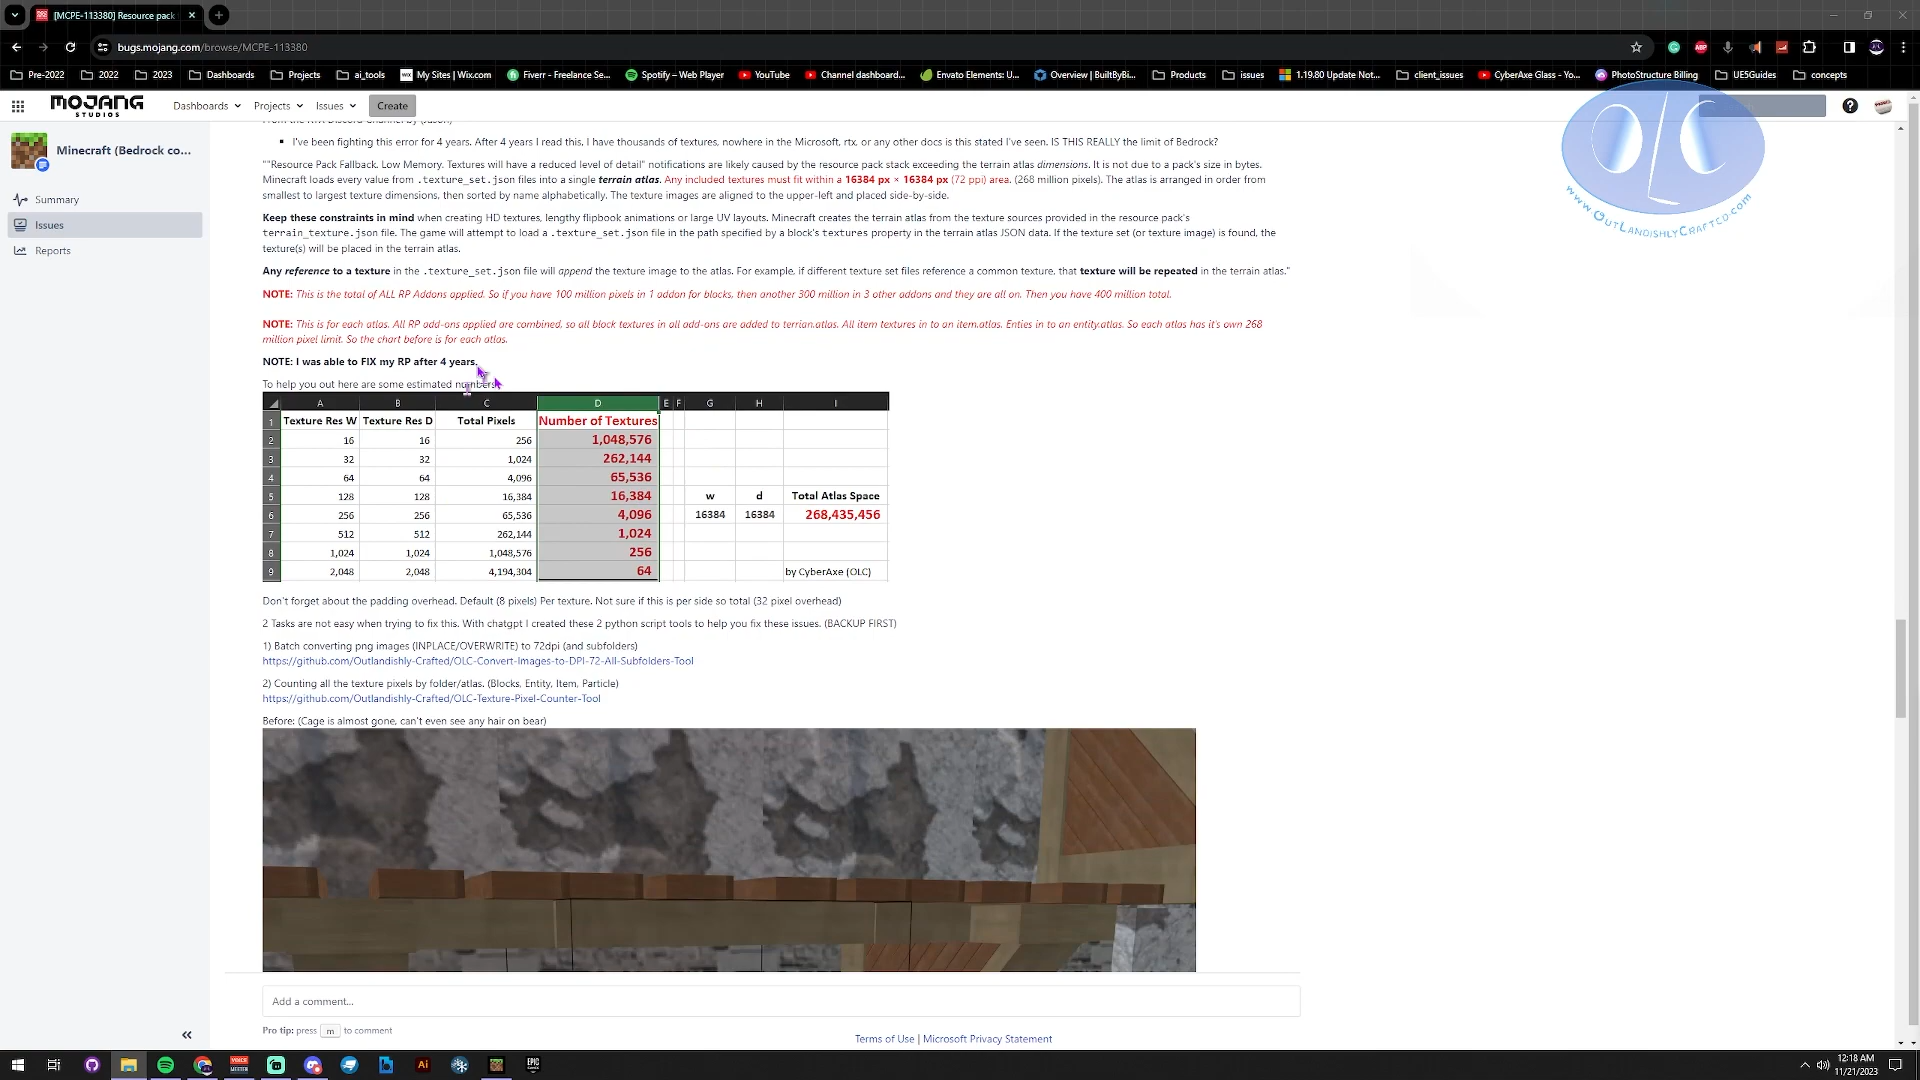 [MCPE-113380] Resource pack
bugs.mojang.com/browse/MCPE-113380
Pre-2022 2022 2023 Dashboards Projects ai_tools My Sites | Wix.com Fiverr - Freelance Se... Spotify – Web Player YouTube Channel dashboard... Envato Elements: U... Overview | BuiltByBi... Products issues 1.19.80 Update Not... client_issues CyberAxe Glass - Yo... PhotoStructure Billing UE5Guides concepts
MOJANG
STUDIOS
Dashboards Projects Issues Create
Minecraft (Bedrock co...
Summary
Issues
Reports
From the RTX Discord Channel by (Jason)
I've been fighting this error for 4 years. After 4 years I read this. I have thousands of textures, nowhere in the Microsoft, rtx, or any other docs is this stated I've seen. IS THIS REALLY the limit of Bedrock?
""Resource Pack Fallback. Low Memory. Textures will have a reduced level of detail" notifications are likely caused by the resource pack stack exceeding the terrain atlas dimensions. It is not due to a pack's size in bytes.
Minecraft loads every value from .texture_set.json files into a single terrain atlas. Any included textures must fit within a 16384 px × 16384 px (72 ppi) area. (268 million pixels). The atlas is arranged in order from
smallest to largest texture dimensions, then sorted by name alphabetically. The texture images are aligned to the upper-left and placed side-by-side.
Keep these constraints in mind when creating HD textures, lengthy flipbook animations or large UV layouts. Minecraft creates the terrain atlas from the texture sources provided in the resource pack's
terrain_texture.json file. The game will attempt to load a .texture_set.json file in the path specified by a block's textures property in the terrain atlas JSON data. If the texture set (or texture image) is found, the
texture(s) will be placed in the terrain atlas.
Any reference to a texture in the .texture_set.json file will append the texture image to the atlas. For example, if different texture set files reference a common texture, that texture will be repeated in the terrain atlas."
NOTE: This is the total of ALL RP Addons applied. So if you have 100 million pixels in 1 addon for blocks, then another 300 million in 3 other addons and they are all on. Then you have 400 million total.
NOTE: This is for each atlas. All RP add-ons applied are combined, so all block textures in all add-ons are added to terrian.atlas. All item textures in to an item.atlas. Enties in to an entity.atlas. So each atlas has it's own 268
million pixel limit. So the chart before is for each atlas.
NOTE: I was able to FIX my RP after 4 years.
To help you out here are some estimated numbers
A B C D E F G H I
1 Texture Res W Texture Res D Total Pixels Number of Textures
2 16 16 256 1,048,576
3 32 32 1,024 262,144
4 64 64 4,096 65,536
5 128 128 16,384 16,384 w d Total Atlas Space
6 256 256 65,536 4,096 16384 16384 268,435,456
7 512 512 262,144 1,024
8 1,024 1,024 1,048,576 256
9 2,048 2,048 4,194,304 64 by CyberAxe (OLC)
Don't forget about the padding overhead. Default (8 pixels) Per texture. Not sure if this is per side so total (32 pixel overhead)
2 Tasks are not easy when trying to fix this. With chatgpt I created these 2 python script tools to help you fix these issues. (BACKUP FIRST)
1) Batch converting png images (INPLACE/OVERWRITE) to 72dpi (and subfolders)
https://github.com/Outlandishly-Crafted/OLC-Convert-Images-to-DPI-72-All-Subfolders-Tool
2) Counting all the texture pixels by folder/atlas. (Blocks, Entity, Item, Particle)
https://github.com/Outlandishly-Crafted/OLC-Texture-Pixel-Counter-Tool
Before: (Cage is almost gone, can't even see any hair on bear)
Add a comment...
Pro tip: press m to comment
Terms of Use | Microsoft Privacy Statement
OLC
www.OutLandishlyCrafted.com
12:18 AM
11/21/2023